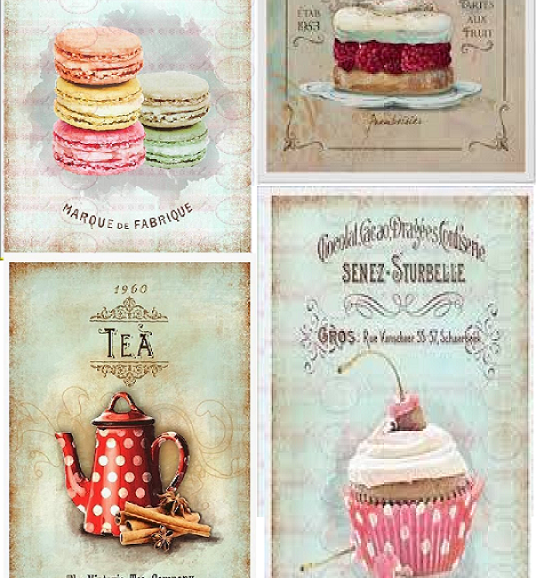 MARQUE DE FABRIQUE
ÉTAB
1953
TARTES
AUX
FRUIT
Framboisier
1960
TEA
Chocolat, Cacao, Dragées Confiserie
SENEZ-STURBELLE
GROS: Rue Vanschoor 55-57, Schaerbeek